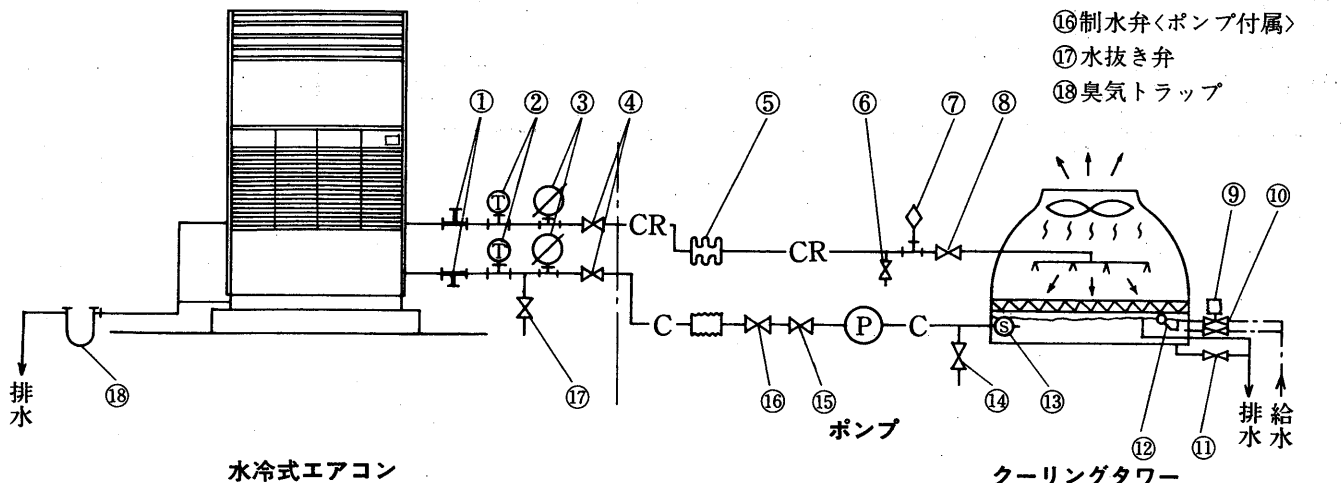 ⑯制水弁<ポンプ付属>
⑰水抜き弁
⑱臭気トラップ
① ② ③ ④ ⑤ ⑥ ⑦ ⑧
⑨ ⑩
T
T
CR
CR
C
P
C
S
排水
⑱
⑰
⑯ ⑮
⑭ ⑬
⑫ ⑪
排水
給水
ポンプ
水冷式エアコン
クーリングタワー